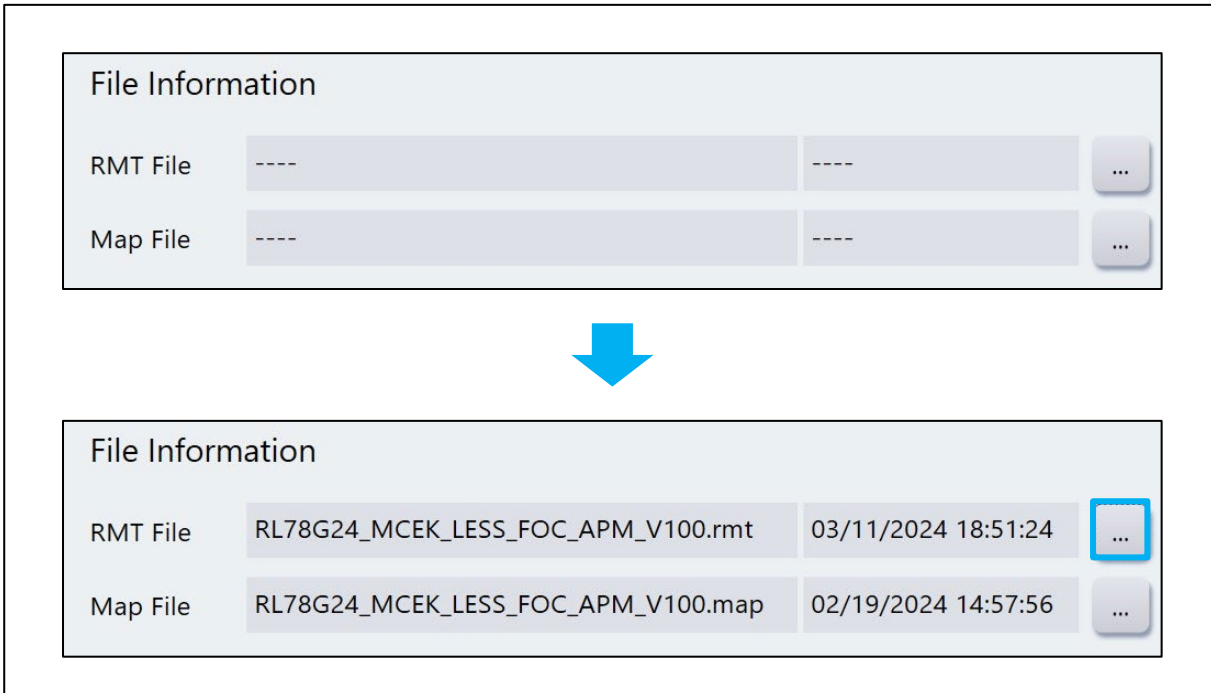 File Information
RMT File ---- ---- ...
Map File ---- ---- ...
File Information
RMT File RL78G24_MCEK_LESS_FOC_APM_V100.rmt 03/11/2024 18:51:24 ...
Map File RL78G24_MCEK_LESS_FOC_APM_V100.map 02/19/2024 14:57:56 ...